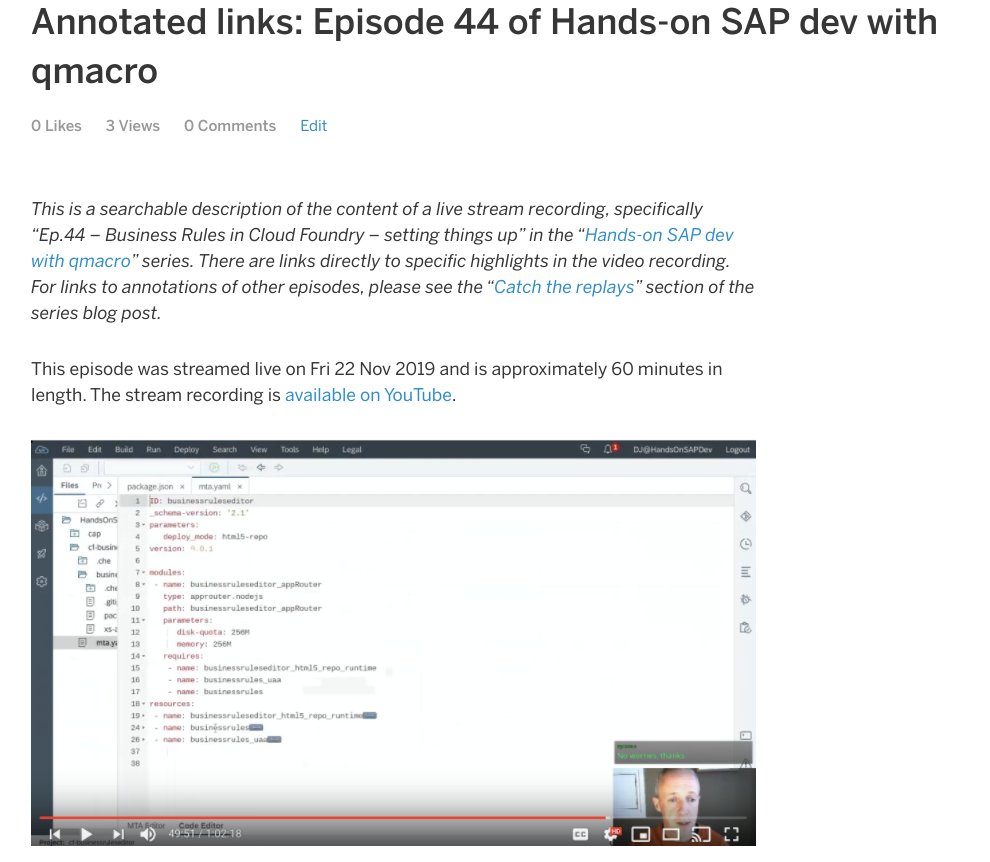 Annotated links: Episode 44 of Hands-on SAP dev with
qmacro
0 Likes 3 Views 0 Comments Edit
This is a searchable description of the content of a live stream recording, specifically
“Ep.44 – Business Rules in Cloud Foundry – setting things up” in the “Hands-on SAP dev
with qmacro” series. There are links directly to specific highlights in the video recording.
For links to annotations of other episodes, please see the “Catch the replays” section of the
series blog post.
This episode was streamed live on Fri 22 Nov 2019 and is approximately 60 minutes in
length. The stream recording is available on YouTube.
File Edit Build Run Deploy Search View Tools Help Legal 1 DJ@HandsOnSAPDev Logout
Files Pr package.json × mta.yaml ×
1 ID: businessruleseditor
2 _schema-version: '2.1'
HandsOnS 3 parameters:
cap 4 deploy_mode: html5-repo
cf-busin 5 version:
.che 6
busine 7 modules:
.che 8 - name: businessruleseditor_appRouter
.giti 9 type: approuter.nodejs
pac 10 path: businessruleseditor_appRouter
xs-a 11 parameters:
12 disk-quota: 256M
mta.ya 13 memory: 256M
14 requires:
15 - name: businessruleseditor_html5_repo_runtime
16 - name: businessrules_uaa
17 - name: businessrules
18 resources:
19 - name: businessruleseditor_html5_repo_runtime
24 - name: businessrules
26 - name: businessrules_uaa
37
38
No worries, thanks
MTA Editor Code Editor
49:51 / 1:02:18 CC HD
Project: cf-businessruleseditor